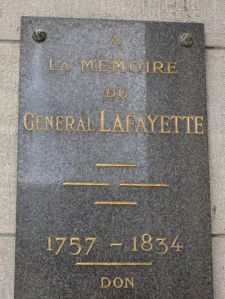 A
LA MÉMOIRE
DU
GÉNÉRAL LAFAYETTE
1757 - 1834
DON